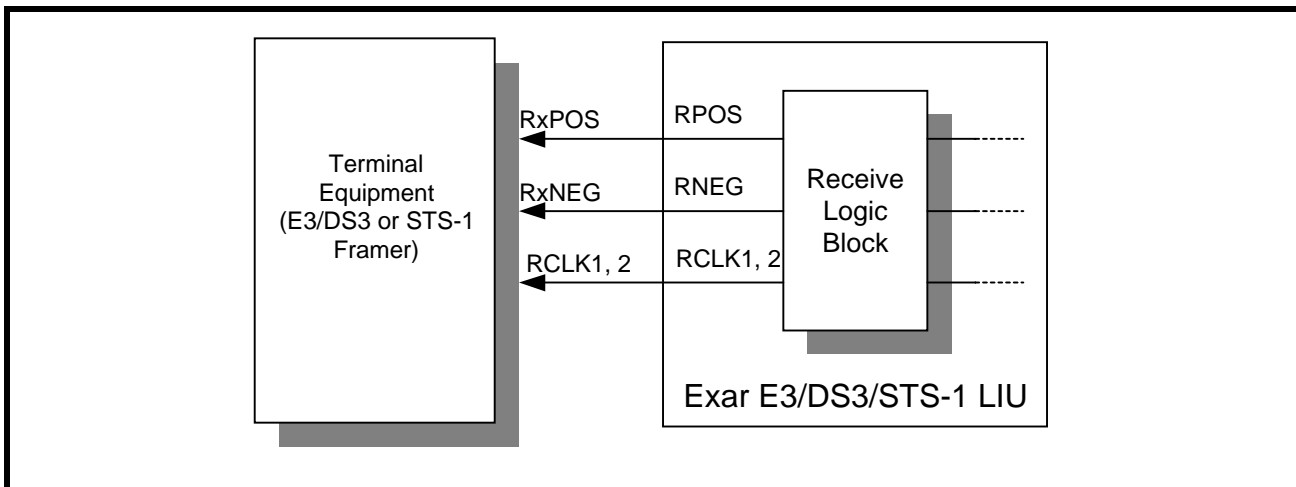 Terminal
Equipment
(E3/DS3 or STS-1
Framer)
RxPOS
RxNEG
RCLK1, 2
RPOS
RNEG
RCLK1, 2
Receive
Logic
Block
Exar E3/DS3/STS-1 LIU